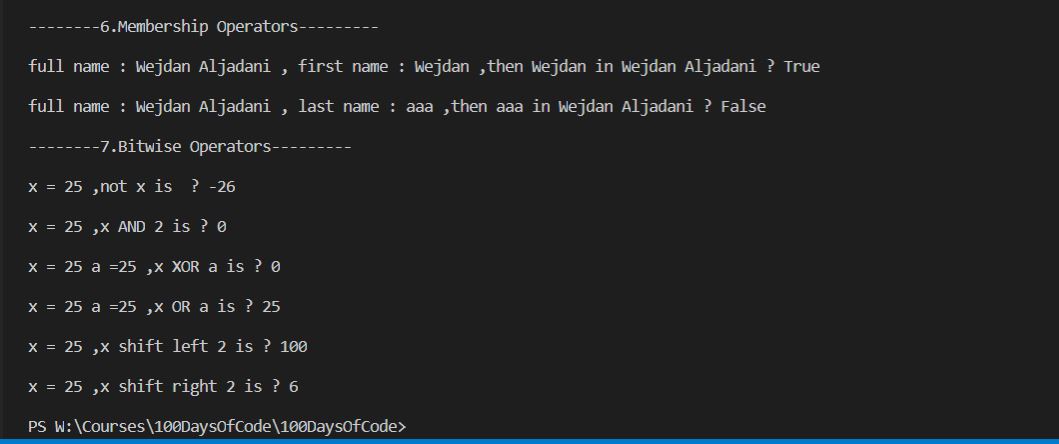 --------6.Membership Operators---------
full name : Wejdan Aljadani , first name : Wejdan ,then Wejdan in Wejdan Aljadani ? True
full name : Wejdan Aljadani , last name : aaa ,then aaa in Wejdan Aljadani ? False
--------7.Bitwise Operators---------
x = 25 ,not x is  ? -26
x = 25 ,x AND 2 is ? 0
x = 25 a =25 ,x XOR a is ? 0
x = 25 a =25 ,x OR a is ? 25
x = 25 ,x shift left 2 is ? 100
x = 25 ,x shift right 2 is ? 6
PS W:\Courses\100DaysOfCode\100DaysOfCode>